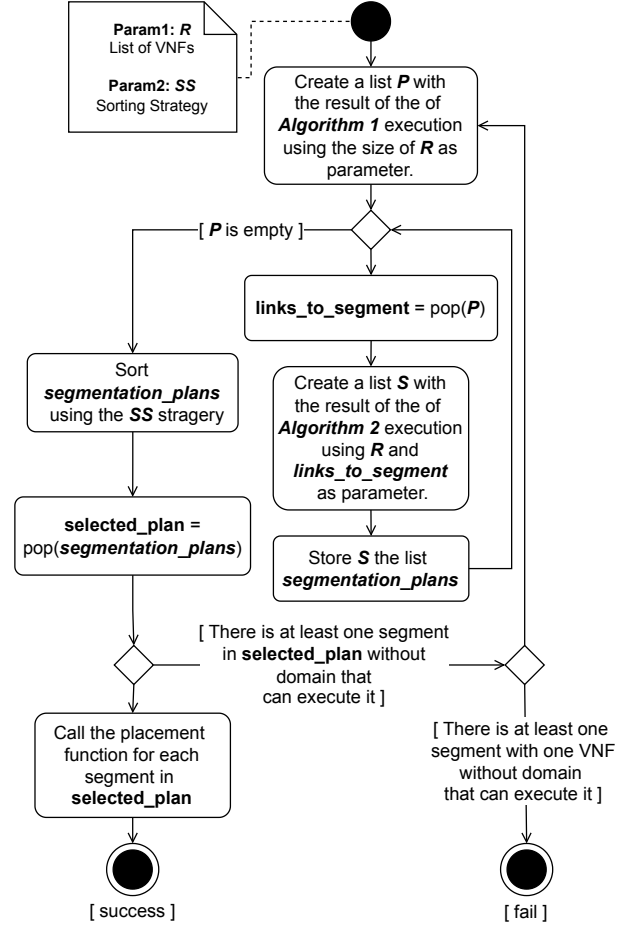 Param1: R
List of VNFs
Param2: SS
Sorting Strategy
Create a list P with
the result of the of
Algorithm 1 execution
using the size of R as
parameter.
[ P is empty ]
links_to_segment = pop(P)
Create a list S with
the result of the of
Algorithm 2 execution
using R and
links_to_segment
as parameter.
Store S the list
segmentation_plans
Sort
segmentation_plans
using the SS stragery
selected_plan =
pop(segmentation_plans)
[ There is at least one segment
in selected_plan without
domain that
can execute it ]
Call the placement
function for each
segment in
selected_plan
[ There is at least one
segment with one VNF
without domain
that can execute it ]
[ success ]
[ fail ]